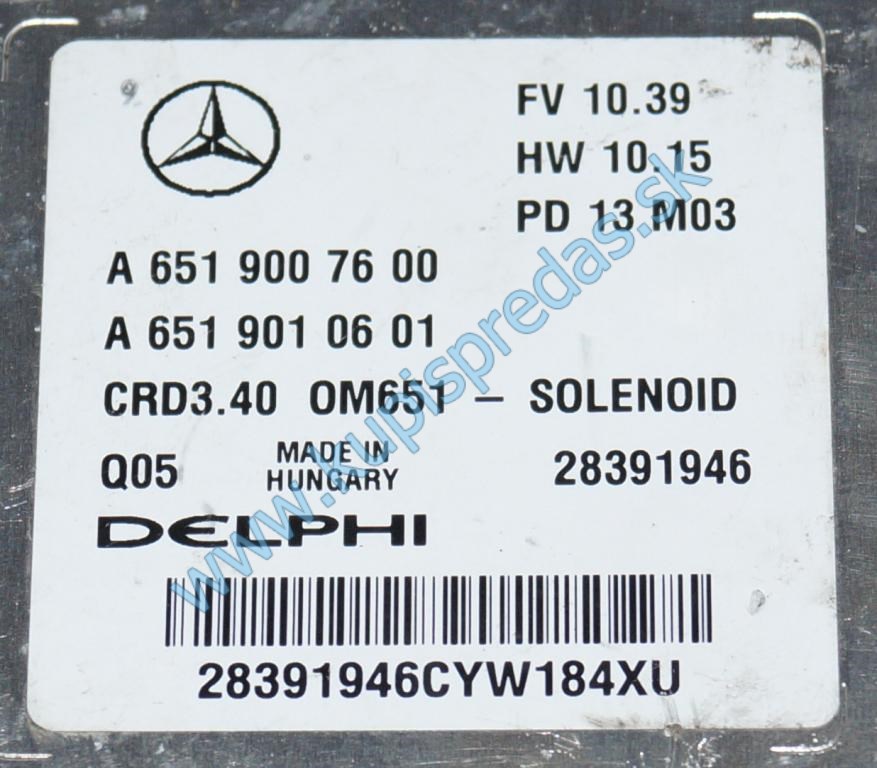 FV 10.39
HW 10.15
PD 13 M03
A 651 900 76 00
A 651 901 06 01
CRD3.40 OM651 – SOLENOID
Q05 MADE IN HUNGARY 28391946
DELPHI
28391946CYW184XU
www.kupispredas.sk